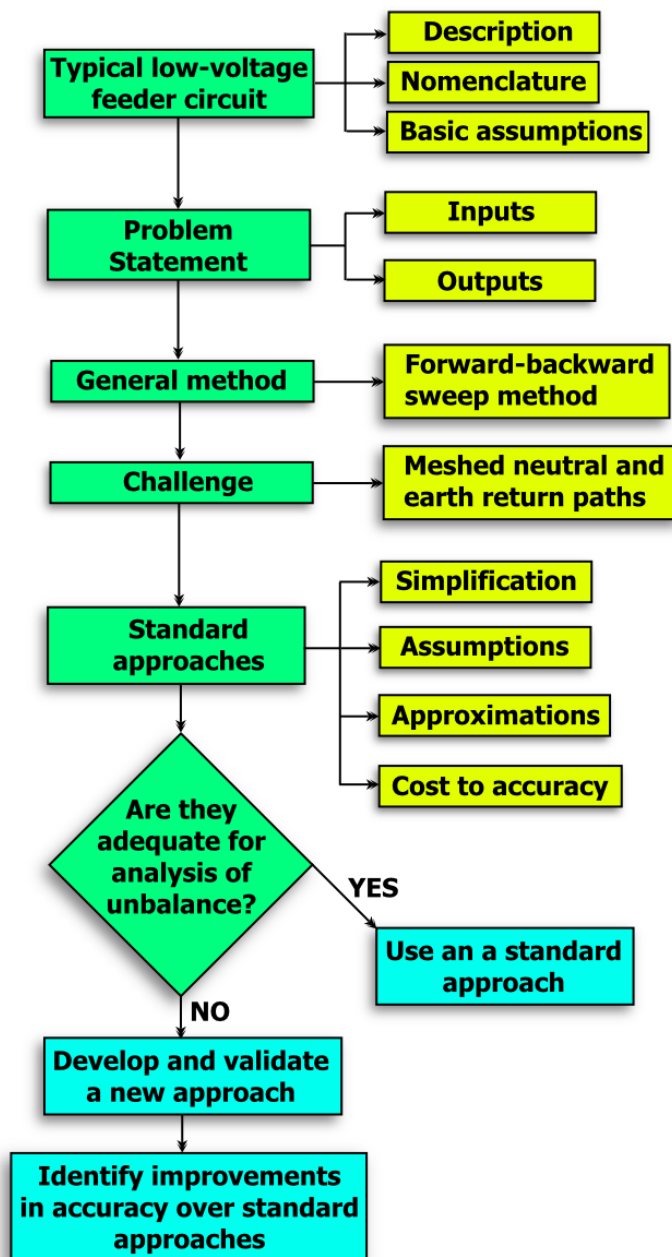 Typical low-voltage
feeder circuit
Description
Nomenclature
Basic assumptions
Problem
Statement
Inputs
Outputs
General method
Forward-backward
sweep method
Challenge
Meshed neutral and
earth return paths
Standard
approaches
Simplification
Assumptions
Approximations
Cost to accuracy
Are they
adequate for
analysis of
unbalance?
YES
Use an a standard
approach
NO
Develop and validate
a new approach
Identify improvements
in accuracy over standard
approaches